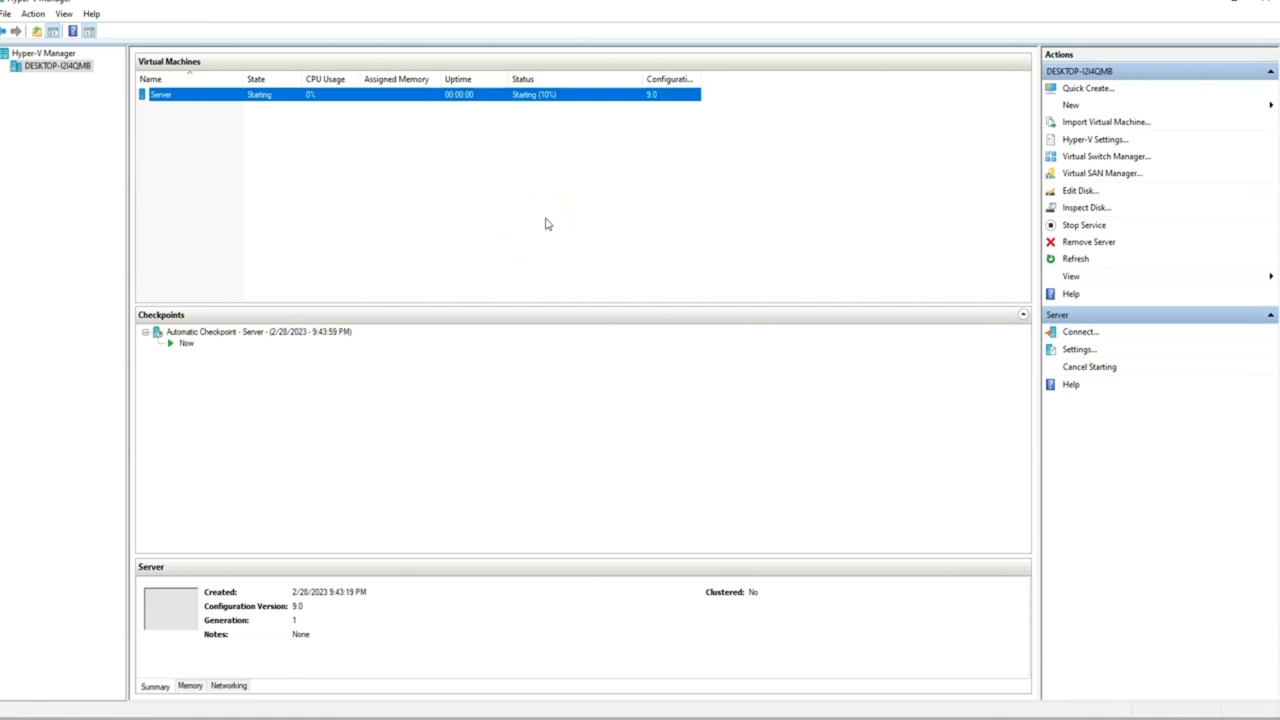 Hyper-V Manager
File Action View Help
Hyper-V Manager
DESKTOP-I2I4QMB
Virtual Machines
Name State CPU Usage Assigned Memory Uptime Status Configurati...
Server Starting 0% 00:00:00 Starting (10%) 9.0
Checkpoints
Automatic Checkpoint - Server - (2/28/2023 - 9:43:59 PM)
Now
Server
Created: 2/28/2023 9:43:19 PM Clustered: No
Configuration Version: 9.0
Generation: 1
Notes: None
Summary Memory Networking
Actions
DESKTOP-I2I4QMB
Quick Create...
New
Import Virtual Machine...
Hyper-V Settings...
Virtual Switch Manager...
Virtual SAN Manager...
Edit Disk...
Inspect Disk...
Stop Service
Remove Server
Refresh
View
Help
Server
Connect...
Settings...
Cancel Starting
Help